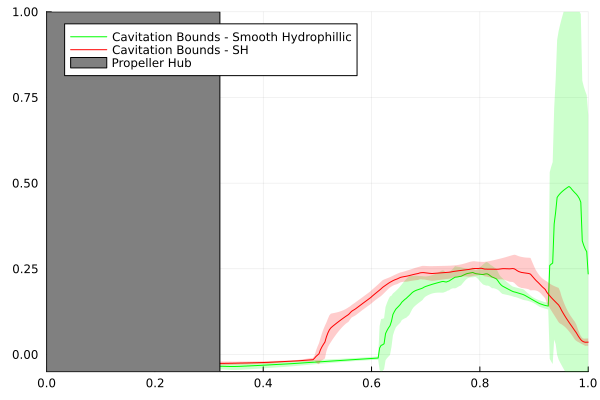 1.00
Cavitation Bounds - Smooth Hydrophillic
Cavitation Bounds - SH
Propeller Hub
0.75
0.50
0.25
0.00
0.0 0.2 0.4 0.6 0.8 1.0